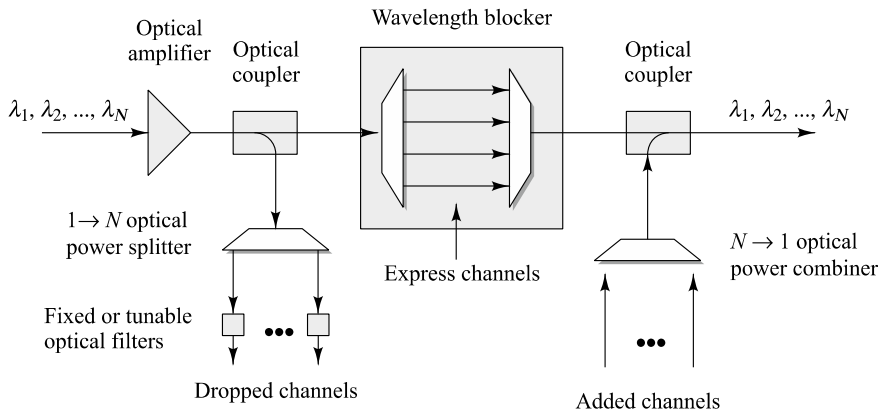 Wavelength blocker
Optical
amplifier
Optical
coupler
Optical
coupler
λ1, λ2, ..., λN
λ1, λ2, ..., λN
1→ N optical
power splitter
Express channels
N → 1 optical
power combiner
Fixed or tunable
optical filters
Dropped channels
Added channels